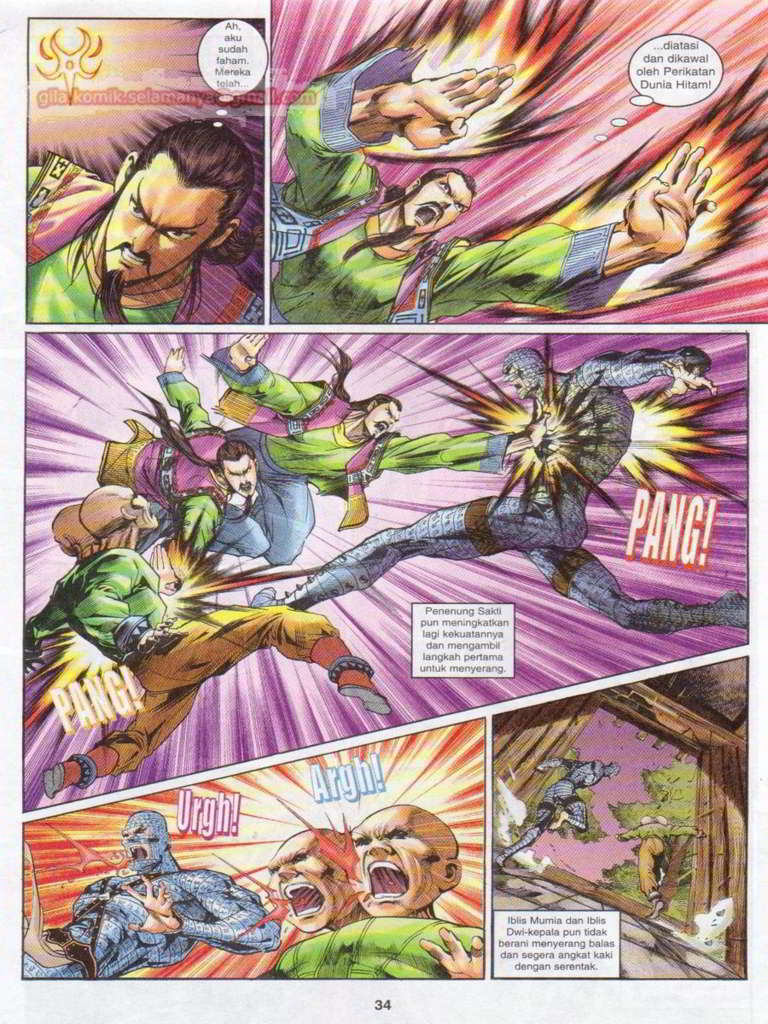 Ah,
aku
sudah
faham.
Mereka
telah...
...diatasi
dan dikawal
oleh Perikatan
Dunia Hitam!
PANG!
Penenung Sakti
pun meningkatkan
lagi kekuatannya
dan mengambil
langkah pertama
untuk menyerang.
PANG!
Urgh!
Argh!
Iblis Mumia dan Iblis
Dwi-kepala pun tidak
berani menyerang balas
dan segera angkat kaki
dengan serentak.
34